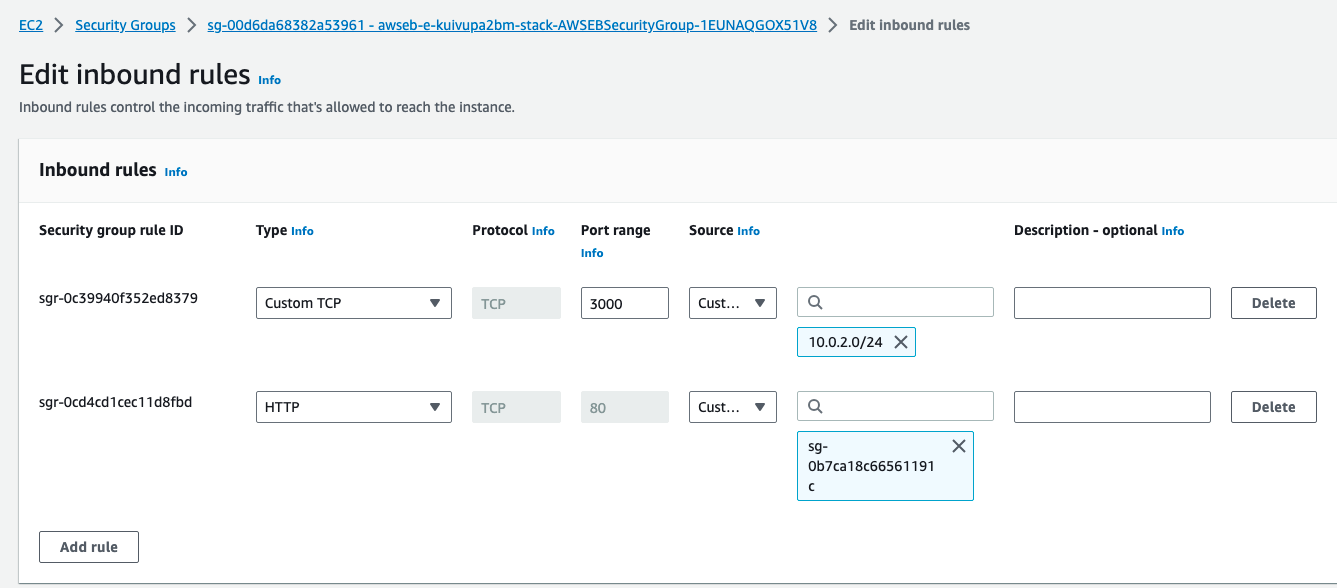 EC2 > Security Groups > sg-00d6da68382a53961 - awseb-e-kuivupa2bm-stack-AWSEBSecurityGroup-1EUNAQGOX51V8 > Edit inbound rules
Edit inbound rules Info
Inbound rules control the incoming traffic that's allowed to reach the instance.
Inbound rules Info
Security group rule ID Type Info Protocol Info Port range Source Info Description - optional Info
Info
sgr-0c39940f352ed8379 Custom TCP TCP 3000 Cust... Delete
10.0.2.0/24
sgr-0cd4cd1cec11d8fbd HTTP TCP 80 Cust... Delete
sg-
0b7ca18c66561191
c
Add rule